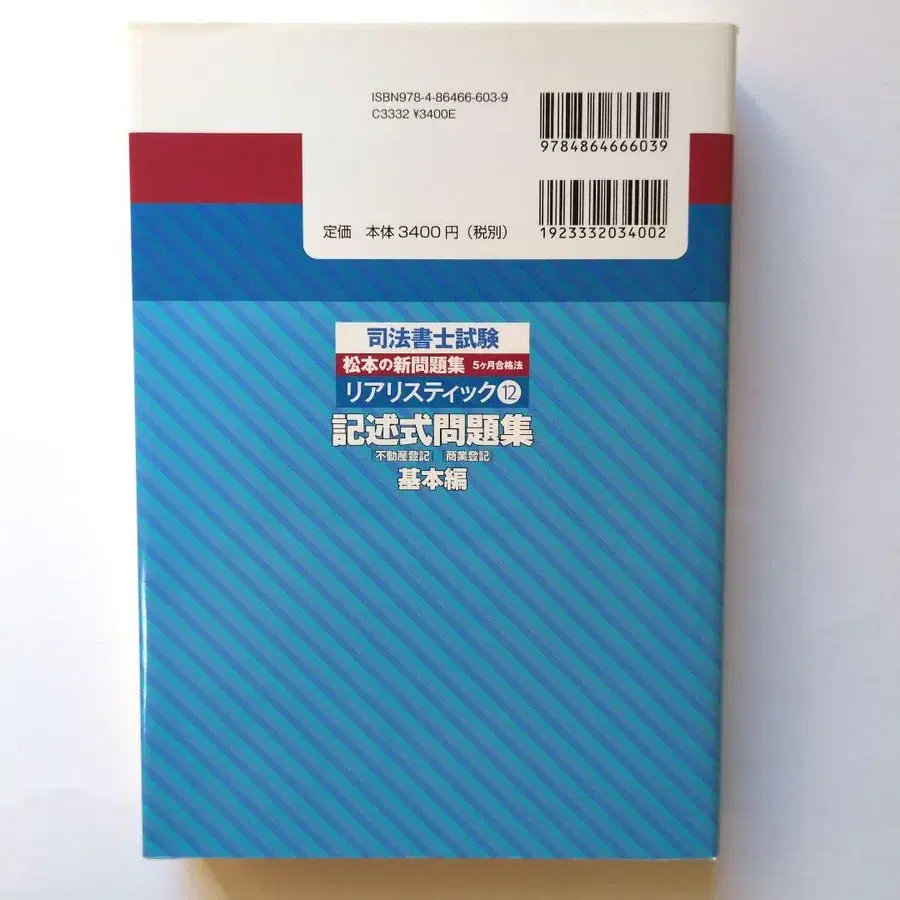 ISBN978-4-86466-603-9
C3332 ¥3400E
9784864666039
定価 本体3400円（税別）
1923332034002
司法書士試験
松本の新問題集 5ヶ月合格法
リアリスティック⑫
記述式問題集
[不動産登記] [商業登記]
基本編